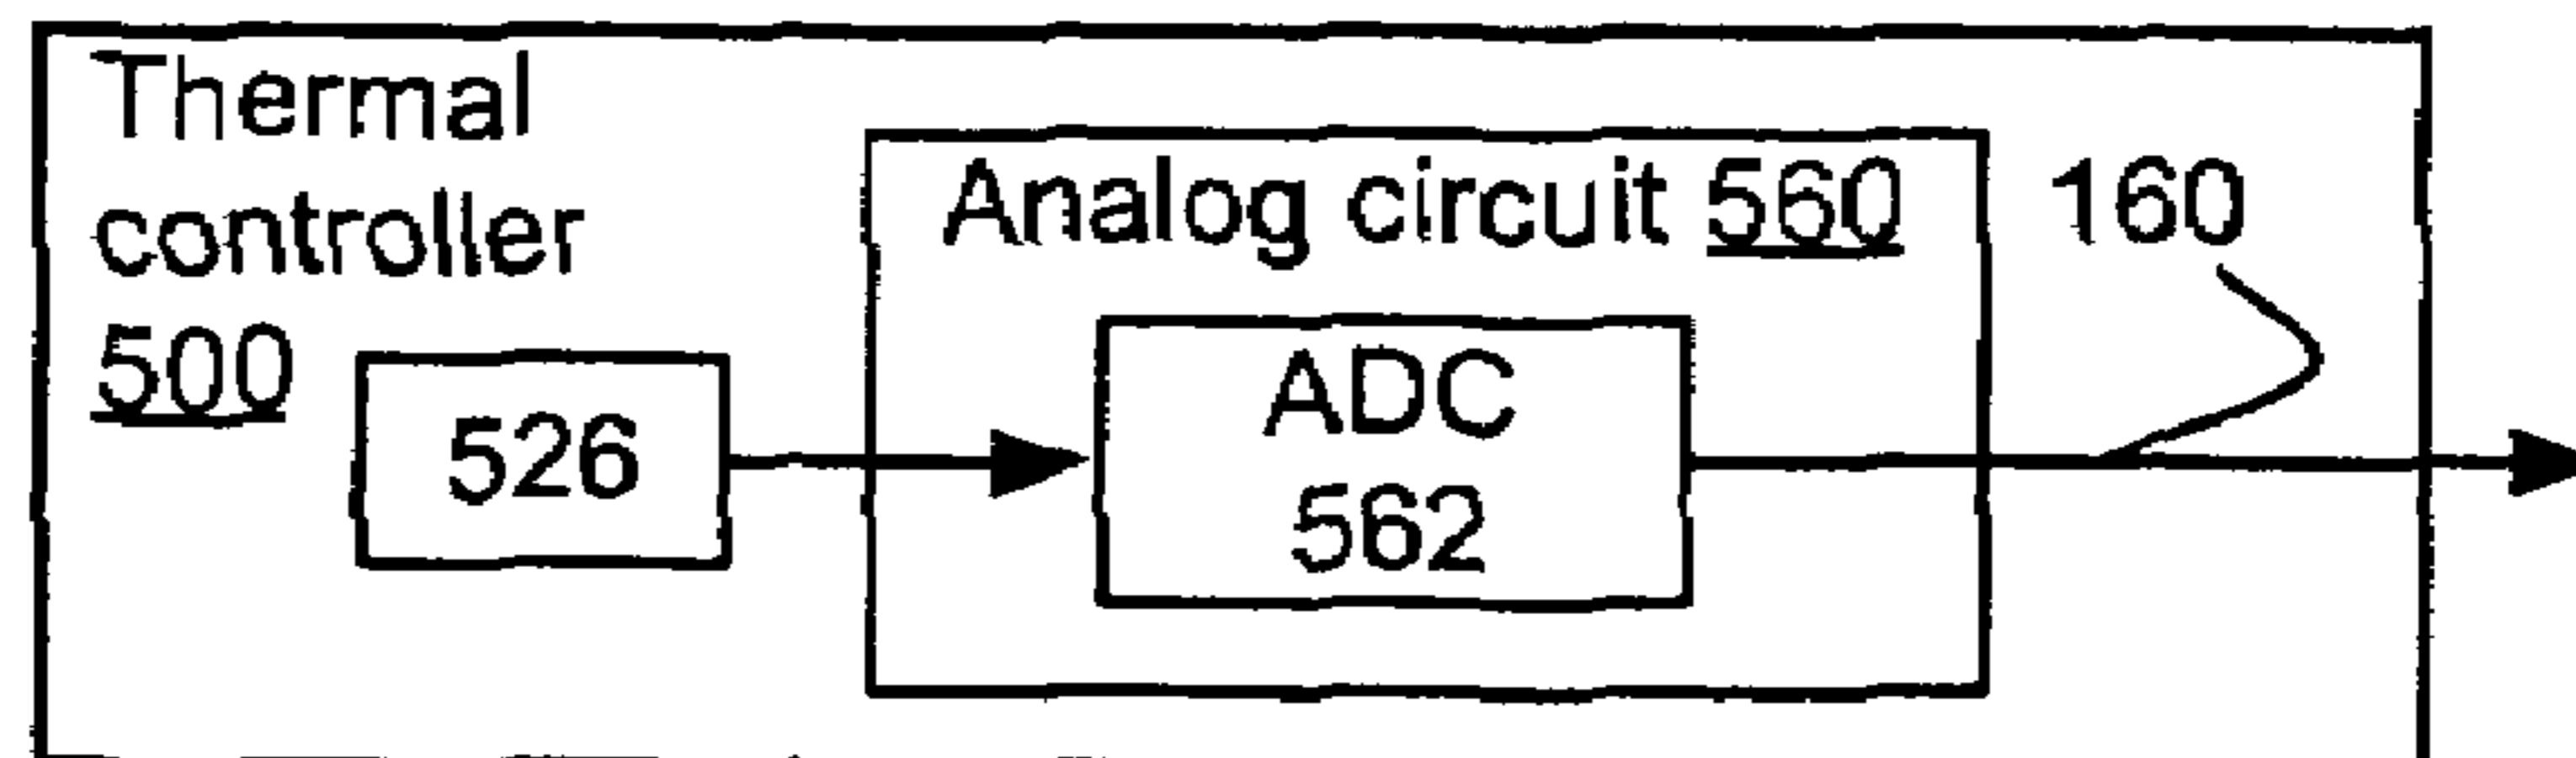 Thermal
controller
500
Analog circuit 560
160
526
ADC
562